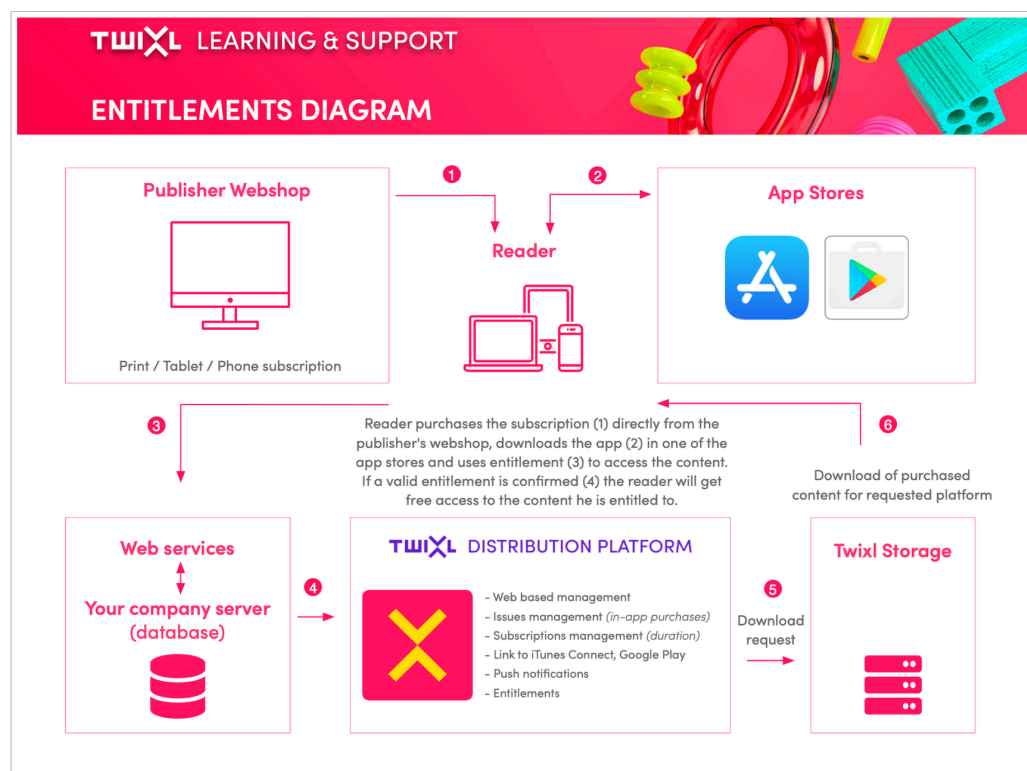 TWIXL LEARNING & SUPPORT
ENTITLEMENTS DIAGRAM
Publisher Webshop
Print / Tablet / Phone subscription
1
Reader
2
App Stores
3
Reader purchases the subscription (1) directly from the
publisher's webshop, downloads the app (2) in one of the
app stores and uses entitlement (3) to access the content.
If a valid entitlement is confirmed (4) the reader will get
free access to the content he is entitled to.
6
Download of purchased
content for requested platform
Web services
Your company server
(database)
4
TWIXL DISTRIBUTION PLATFORM
- Web based management
- Issues management (in-app purchases)
- Subscriptions management (duration)
- Link to iTunes Connect, Google Play
- Push notifications
- Entitlements
5
Download
request
Twixl Storage